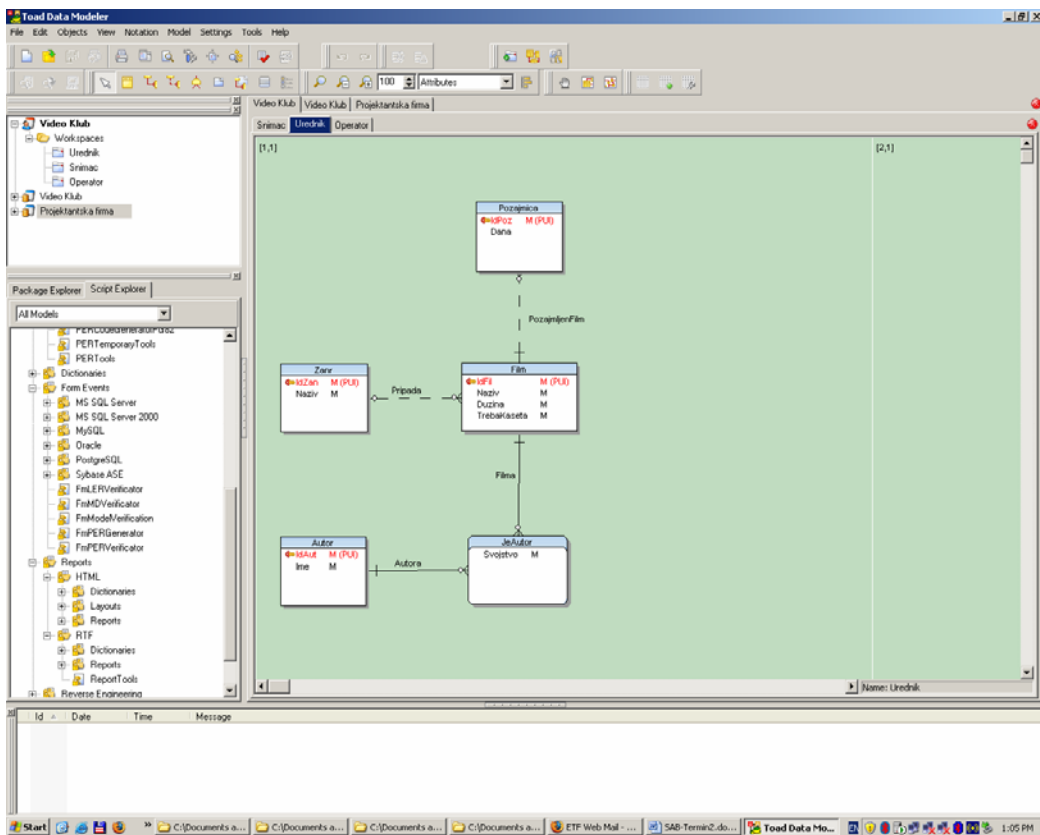 Toad Data Modeler
File Edit Objects View Notation Model Settings Tools Help
100 Attributes
Video Klub
Workspaces
Urednik
Snimac
Operator
Video Klub
Projektantska firma
Package Explorer Script Explorer
All Models
PERTemporaryTools
PERTools
Dictionaries
Form Events
MS SQL Server
MS SQL Server 2000
MySQL
Oracle
PostgreSQL
Sybase ASE
FmLERVerificator
FmMDVerificator
FmModelVerification
FmPERGenerator
FmPERVerificator
Reports
HTML
Dictionaries
Layouts
Reports
RTF
Dictionaries
Reports
ReportTools
Reverse Engineering
Video Klub Video Klub Projektantska firma
Snimac Urednik Operator
[1,1] [2,1]
Pozajmica
IdPoz M (PUI)
Dana
PozajmljenFilm
Zanr
IdZan M (PUI)
Naziv M
Pripada
Film
IdFil M (PUI)
Naziv M
Duzina M
TrebaKaseta M
Filma
Autor
IdAut M (PUI)
Ime M
Autora
JeAutor
Svojstvo M
Name: Urednik
Id Date Time Message
Start » C:\Documents a... C:\Documents a... C:\Documents a... C:\Documents a... ETF Web Mail - ... SAB-Termin2.do... Toad Data Mo... 1:05 PM